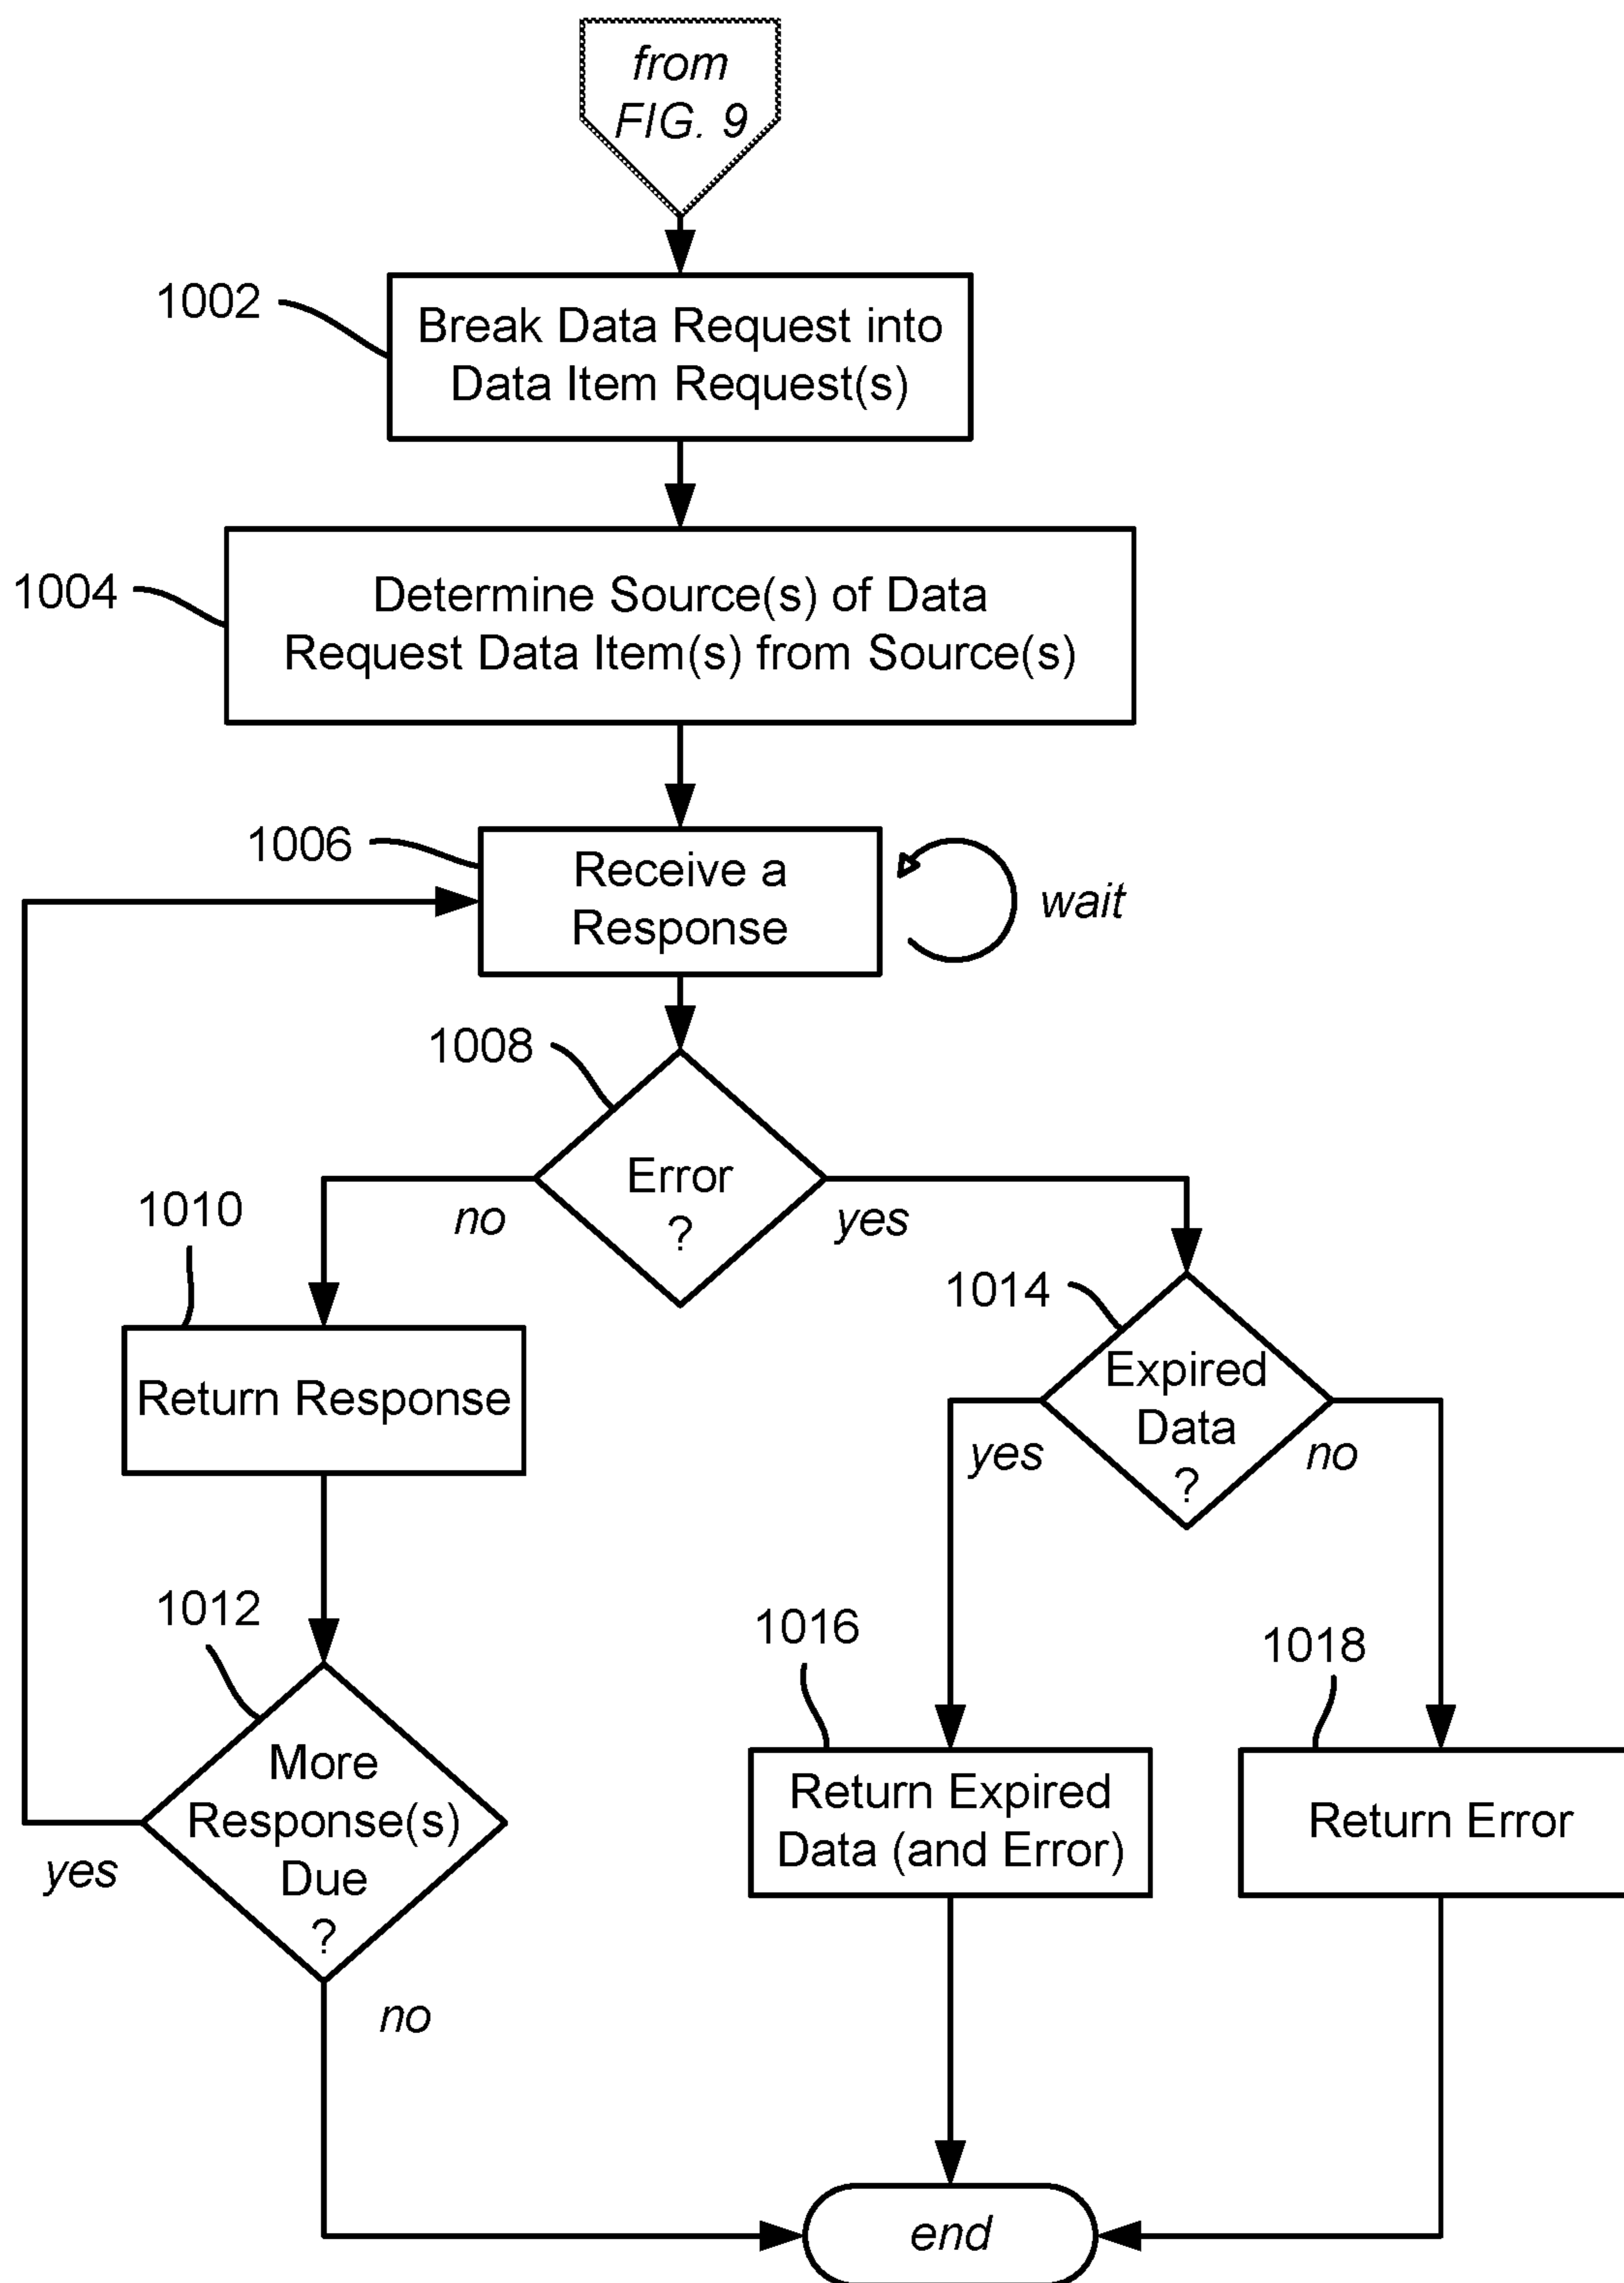 from
FIG. 9
1002
Break Data Request into
Data Item Request(s)
1004
Determine Source(s) of Data
Request Data Item(s) from Source(s)
1006
Receive a
Response
wait
1008
Error
?
no
yes
1010
Return Response
1014
Expired
Data
?
yes
no
1012
More
Response(s)
Due
?
yes
no
1016
Return Expired
Data (and Error)
1018
Return Error
end